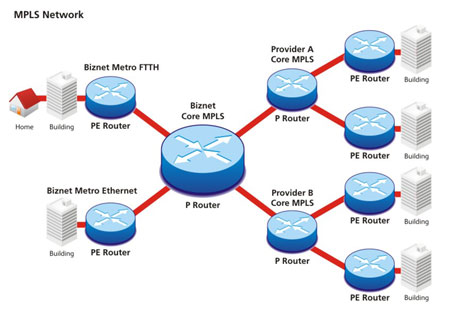 MPLS Network
Biznet Metro FTTH
Home
Building
PE Router
Biznet Metro Ethernet
Building
PE Router
Biznet
Core MPLS
P Router
Provider A
Core MPLS
P Router
PE Router
Building
PE Router
Building
Provider B
Core MPLS
P Router
PE Router
Building
PE Router
Building